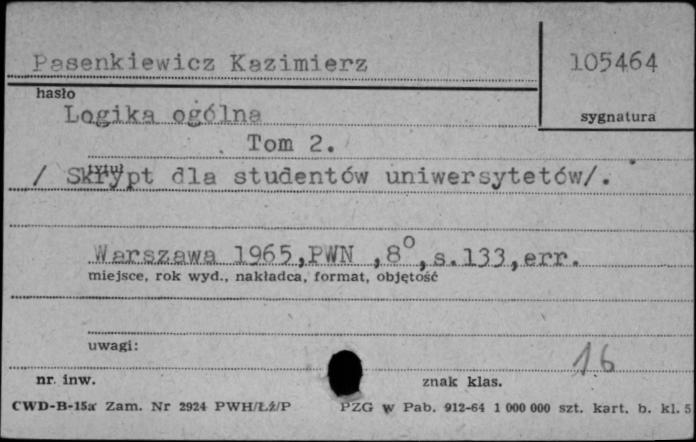 Pasenkiewicz Kazimierz
105464
hasło
Logika ogólna
sygnatura
Tom 2.
tytuł
/ Skrypt dla studentów uniwersytetów/.
Warszawa 1965,PWN ,8°,s.133,err.
miejsce, rok wyd., nakładca, format, objętość
uwagi:
16
nr. inw.
znak klas.
CWD-B-15a Zam. Nr 2924 PWH/Łź/P PZG w Pab. 912-64 1 000 000 szt. kart. b. kl. 5